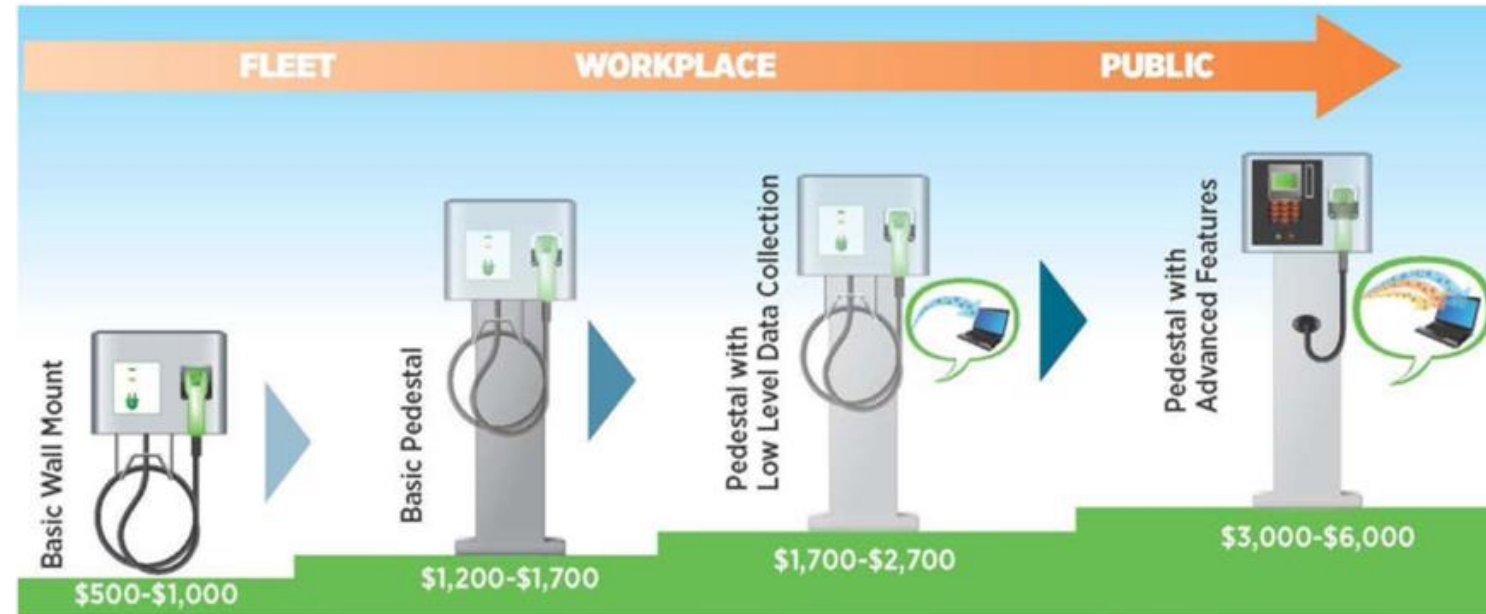 FLEET WORKPLACE PUBLIC
Basic Wall Mount
Basic Pedestal
Pedestal with
Low Level Data Collection
Pedestal with
Advanced Features
$500-$1,000
$1,200-$1,700
$1,700-$2,700
$3,000-$6,000